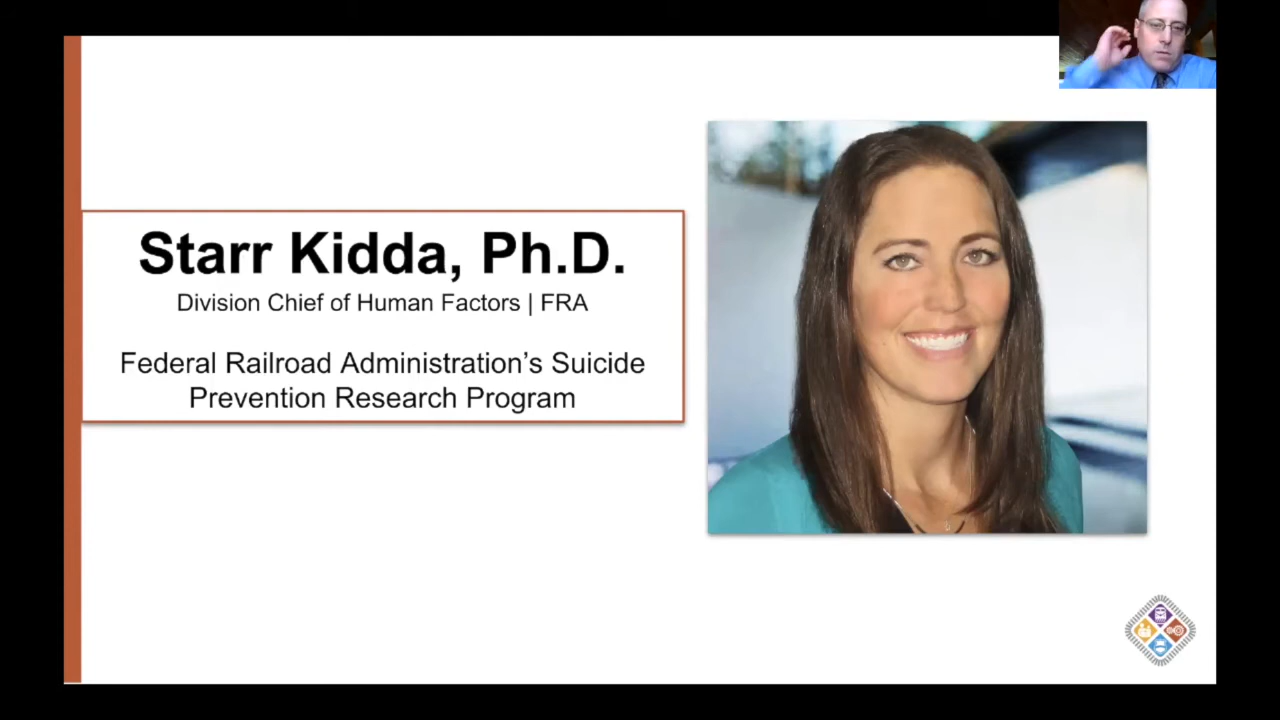 Starr Kidda, Ph.D.
Division Chief of Human Factors | FRA
Federal Railroad Administration’s Suicide
Prevention Research Program